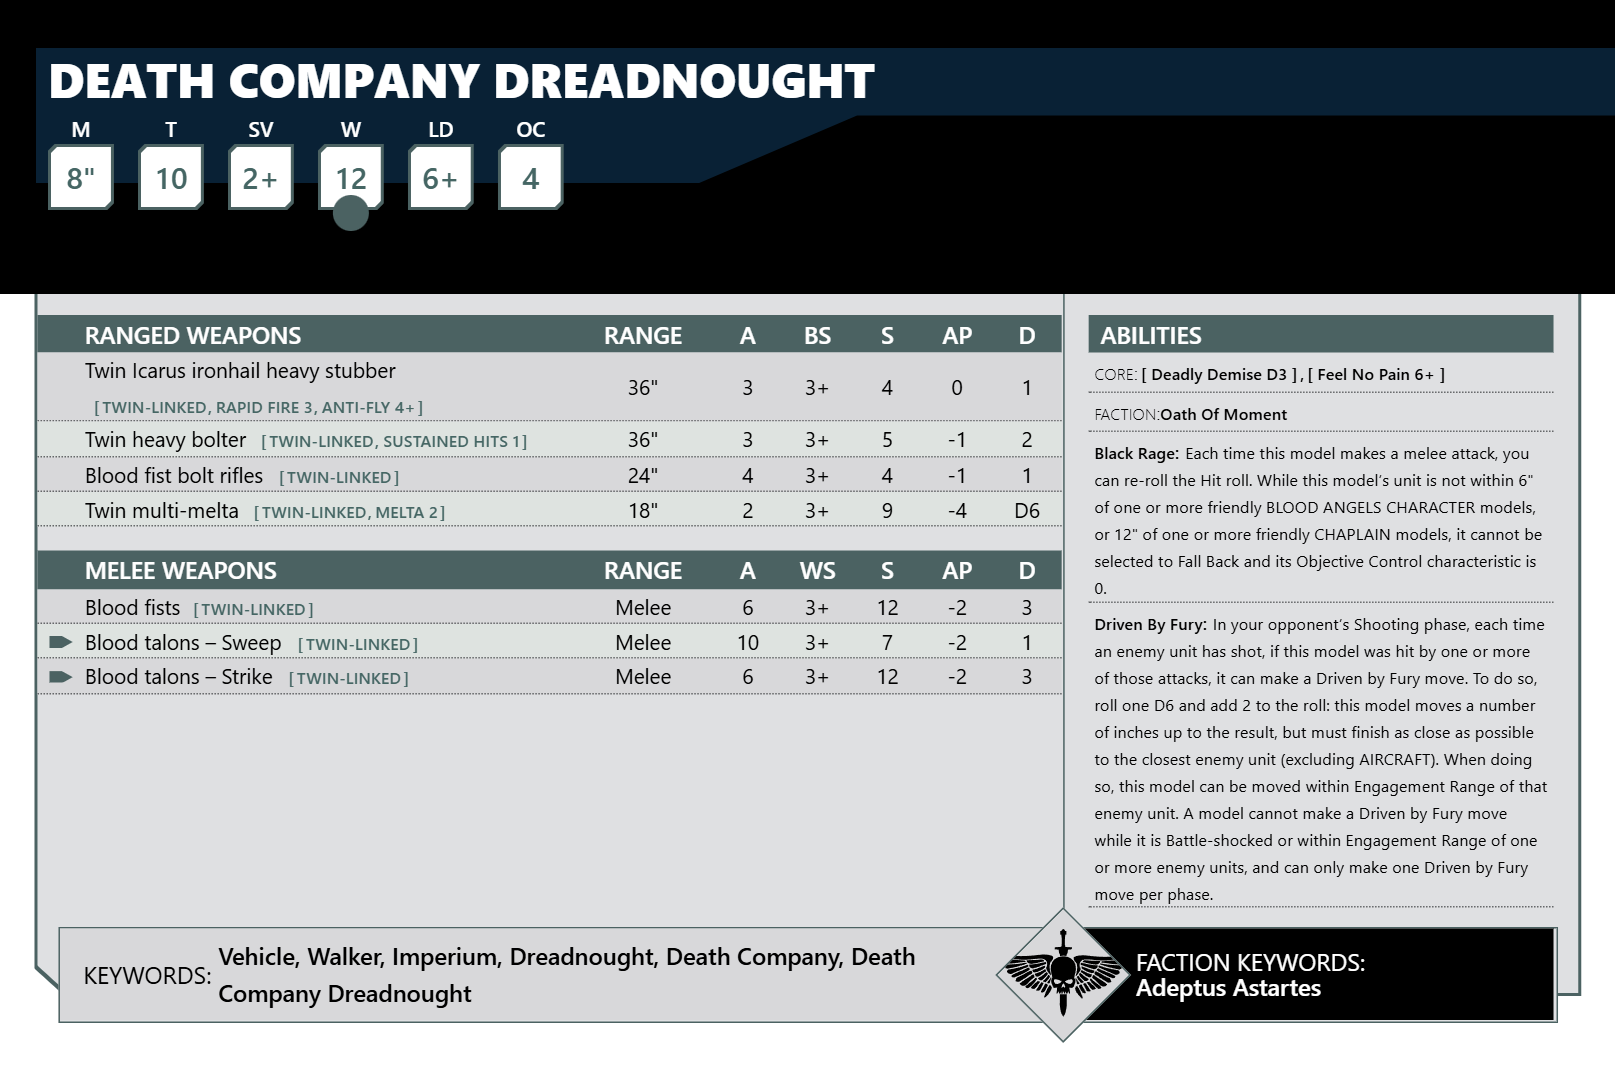 DEATH COMPANY DREADNOUGHT
M T SV W LD OC
8" 10 2+ 12 6+ 4
RANGED WEAPONS RANGE A BS S AP D
Twin Icarus ironhail heavy stubber
36" 3 3+ 4 0 1
[TWIN-LINKED, RAPID FIRE 3, ANTI-FLY 4+]
Twin heavy bolter [TWIN-LINKED, SUSTAINED HITS 1] 36" 3 3+ 5 -1 2
Blood fist bolt rifles [TWIN-LINKED] 24" 4 3+ 4 -1 1
Twin multi-melta [TWIN-LINKED, MELTA 2] 18" 2 3+ 9 -4 D6
MELEE WEAPONS RANGE A WS S AP D
Blood fists [TWIN-LINKED] Melee 6 3+ 12 -2 3
Blood talons – Sweep [TWIN-LINKED] Melee 10 3+ 7 -2 1
Blood talons – Strike [TWIN-LINKED] Melee 6 3+ 12 -2 3
ABILITIES
CORE: [ Deadly Demise D3 ] , [ Feel No Pain 6+ ]
FACTION:Oath Of Moment
Black Rage: Each time this model makes a melee attack, you
can re-roll the Hit roll. While this model's unit is not within 6"
of one or more friendly BLOOD ANGELS CHARACTER models,
or 12" of one or more friendly CHAPLAIN models, it cannot be
selected to Fall Back and its Objective Control characteristic is
0.
Driven By Fury: In your opponent's Shooting phase, each time
an enemy unit has shot, if this model was hit by one or more
of those attacks, it can make a Driven by Fury move. To do so,
roll one D6 and add 2 to the roll: this model moves a number
of inches up to the result, but must finish as close as possible
to the closest enemy unit (excluding AIRCRAFT). When doing
so, this model can be moved within Engagement Range of that
enemy unit. A model cannot make a Driven by Fury move
while it is Battle-shocked or within Engagement Range of one
or more enemy units, and can only make one Driven by Fury
move per phase.
KEYWORDS: Vehicle, Walker, Imperium, Dreadnought, Death Company, Death
Company Dreadnought
FACTION KEYWORDS:
Adeptus Astartes